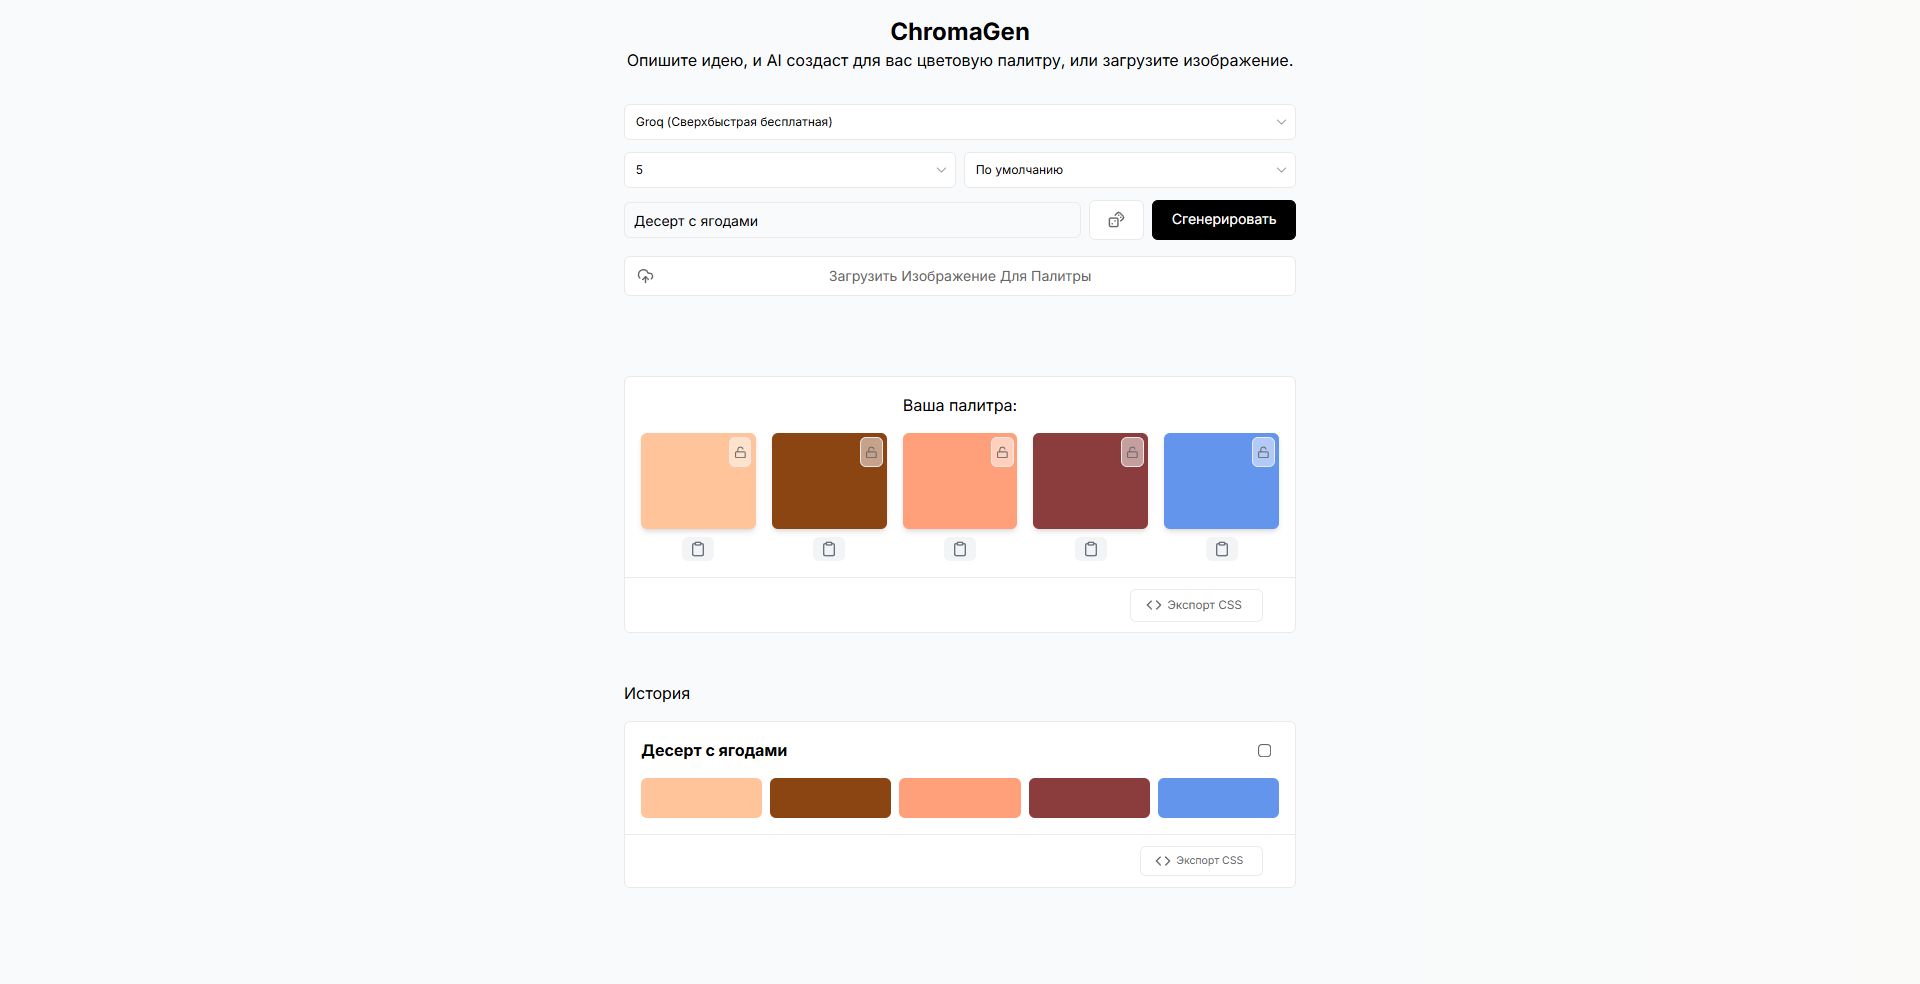 ChromaGen
Опишите идею, и AI создаст для вас цветовую палитру, или загрузите изображение.
Groq (Сверхбыстрая бесплатная)
5
По умолчанию
Десерт с ягодами
Сгенерировать
Загрузить Изображение Для Палитры
Ваша палитра:
Экспорт CSS
История
Десерт с ягодами
Экспорт CSS